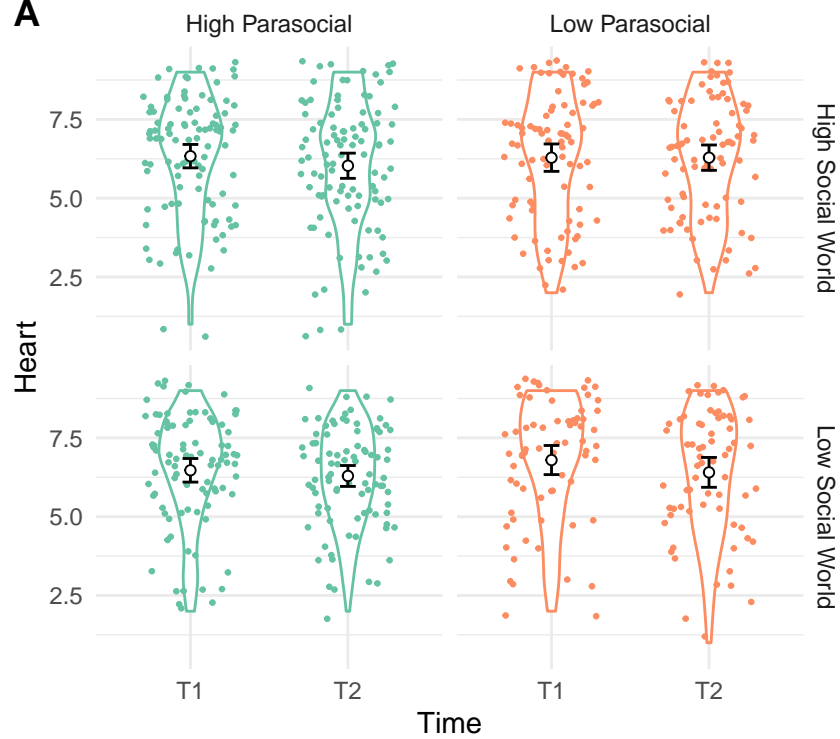 A
High Parasocial
Low Parasocial
7.5
5.0
2.5
High Social World
Heart
7.5
5.0
2.5
Low Social World
T1
T2
T1
T2
Time